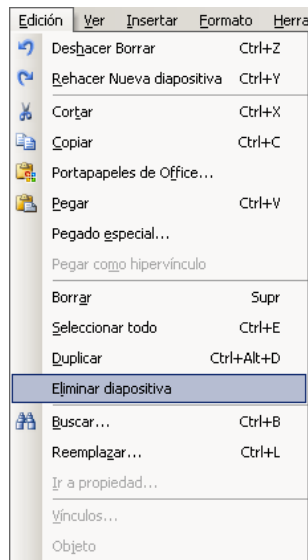 Edición Ver Insertar Formato Herra
Deshacer Borrar Ctrl+Z
Rehacer Nueva diapositiva Ctrl+Y
Cortar Ctrl+X
Copiar Ctrl+C
Portapapeles de Office...
Pegar Ctrl+V
Pegado especial...
Pegar como hipervínculo
Borrar Supr
Seleccionar todo Ctrl+E
Duplicar Ctrl+Alt+D
Eliminar diapositiva
Buscar... Ctrl+B
Reemplazar... Ctrl+L
Ir a propiedad...
Vínculos...
Objeto